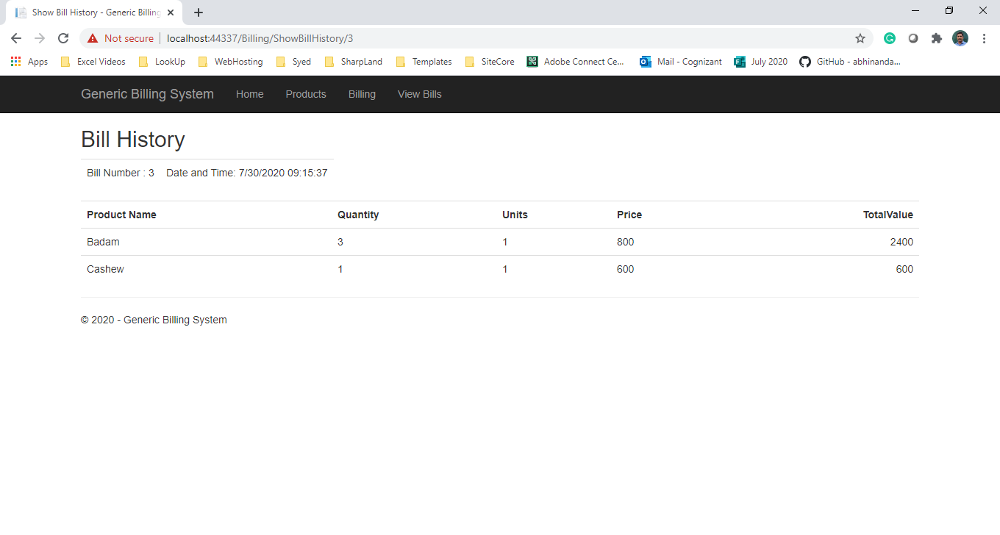 Show Bill History - Generic Billing
Not secure localhost:44337/Billing/ShowBillHistory/3
Apps Excel Videos LookUp WebHosting Syed SharpLand Templates SiteCore Adobe Connect Ce... Mail - Cognizant July 2020 GitHub - abhinanda...
Generic Billing System Home Products Billing View Bills
Bill History
Bill Number : 3 Date and Time: 7/30/2020 09:15:37
Product Name Quantity Units Price TotalValue
Badam 3 1 800 2400
Cashew 1 1 600 600
© 2020 - Generic Billing System